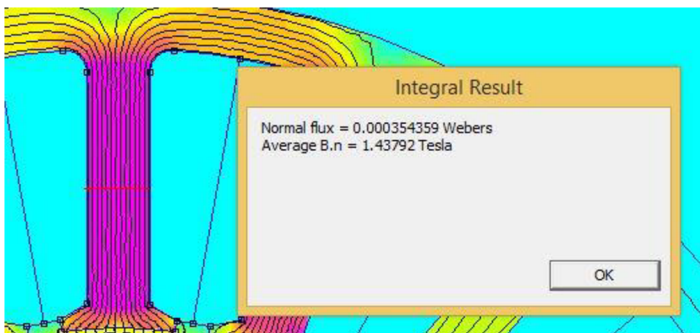 Integral Result
Normal flux = 0.000354359 Webers
Average B.n = 1.43792 Tesla
OK